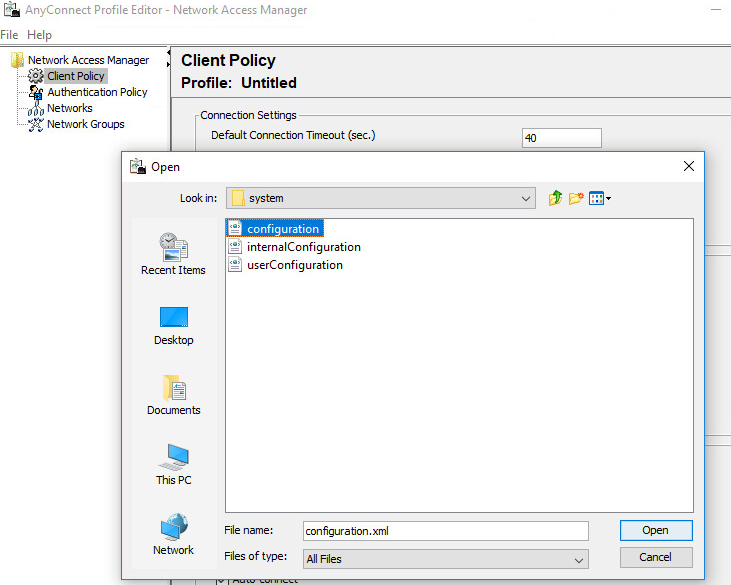 AnyConnect Profile Editor - Network Access Manager
File Help
Network Access Manager
Client Policy
Authentication Policy
Networks
Network Groups
Client Policy
Profile: Untitled
Connection Settings
Default Connection Timeout (sec.)
40
Open
Look in:
system
configuration
internalConfiguration
userConfiguration
Recent Items
Desktop
Documents
This PC
Network
File name:
configuration.xml
Open
Files of type:
All Files
Cancel
Auto-connect